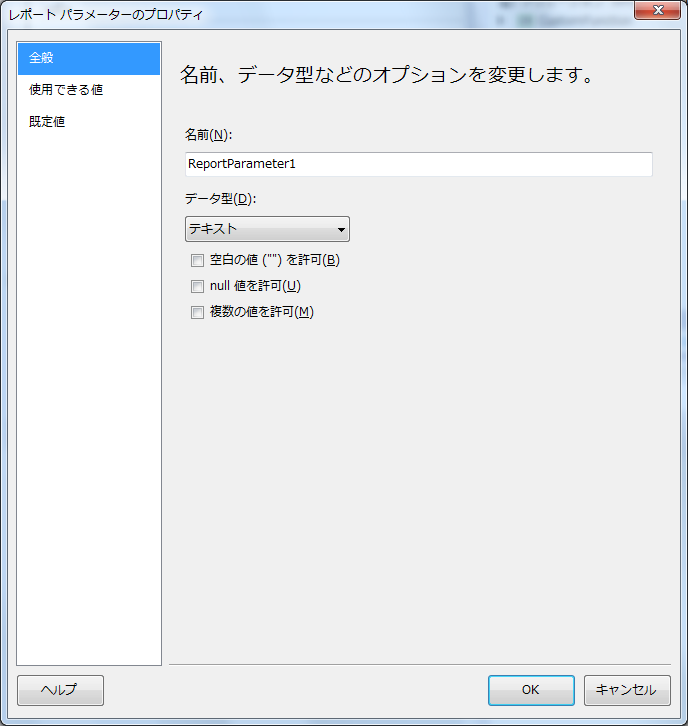 レポート パラメーターのプロパティ
全般
使用できる値
既定値
名前、データ型などのオプションを変更します。
名前(N):
ReportParameter1
データ型(D):
テキスト
空白の値 ("") を許可(B)
null 値を許可(U)
複数の値を許可(M)
ヘルプ
OK
キャンセル